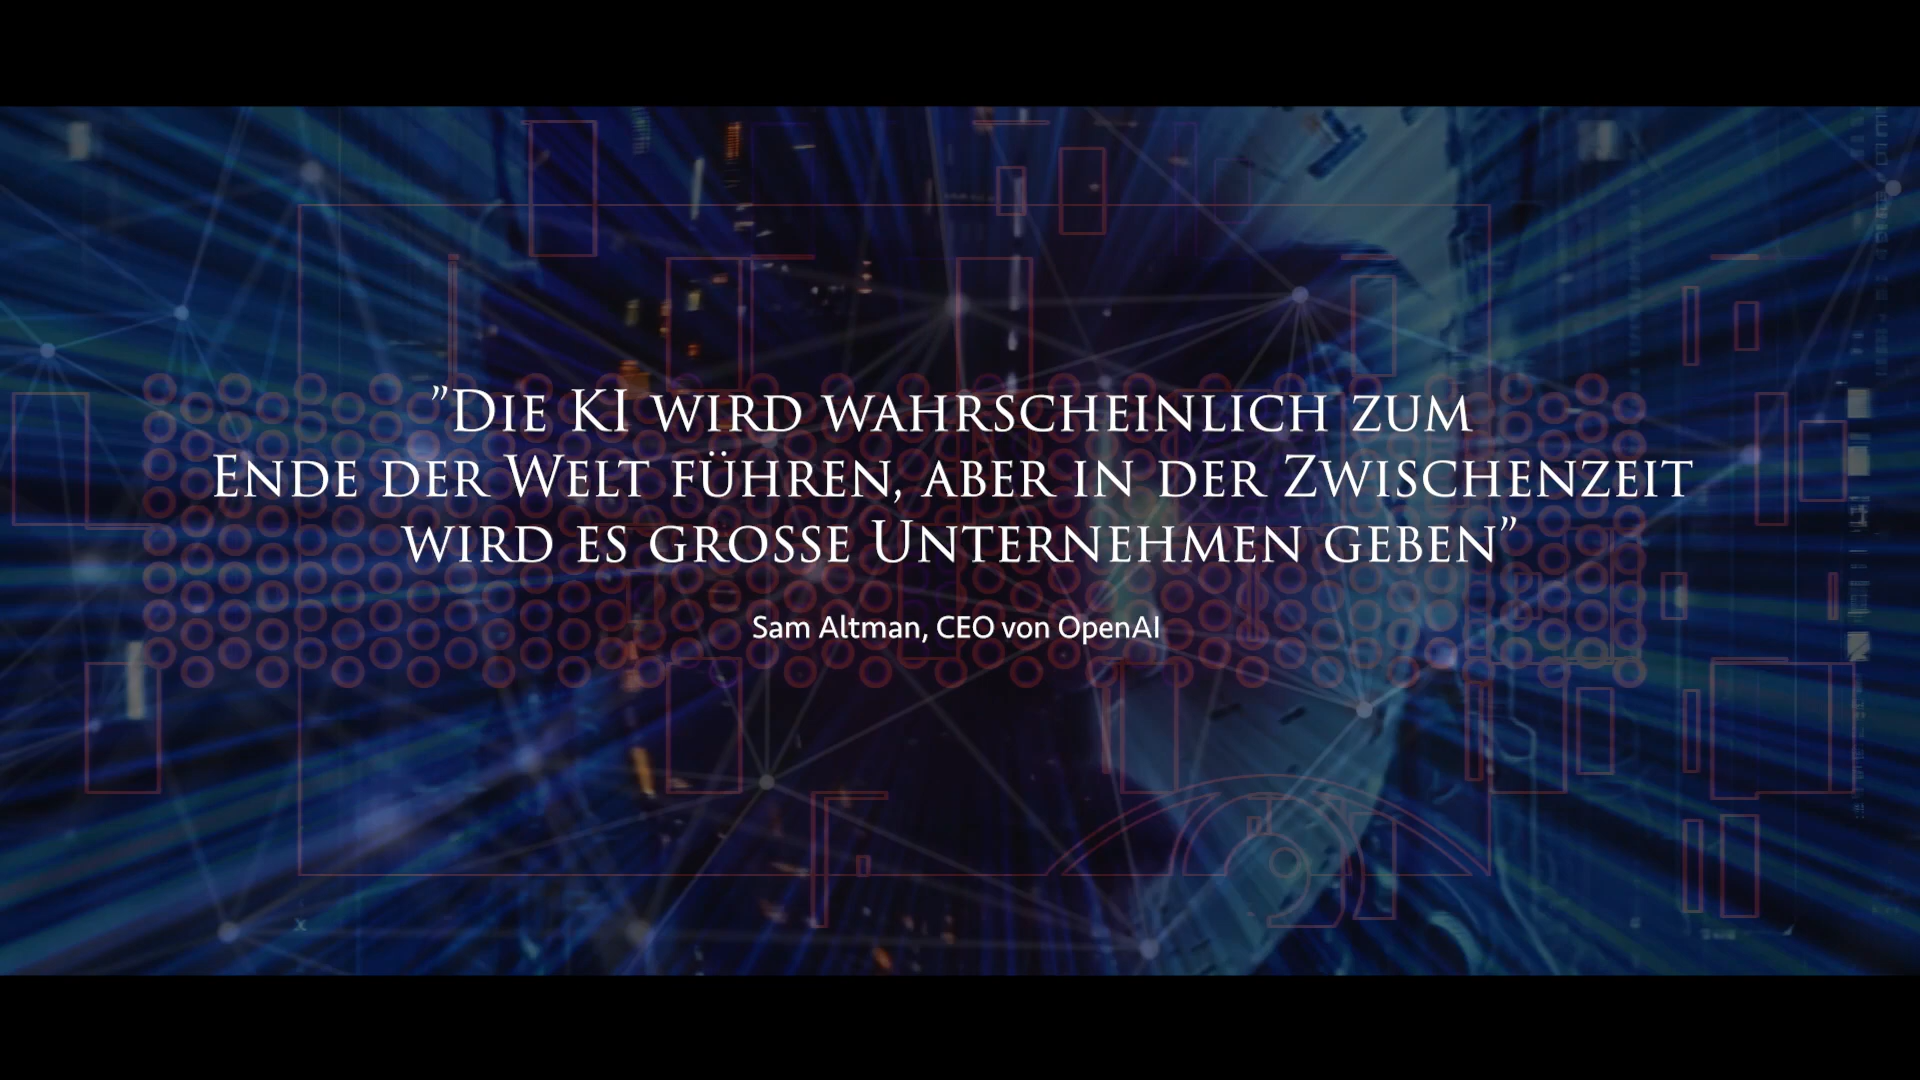 ”Die KI wird wahrscheinlich zum
Ende der Welt führen, aber in der Zwischenzeit
wird es grosse Unternehmen geben”
Sam Altman, CEO von OpenAI